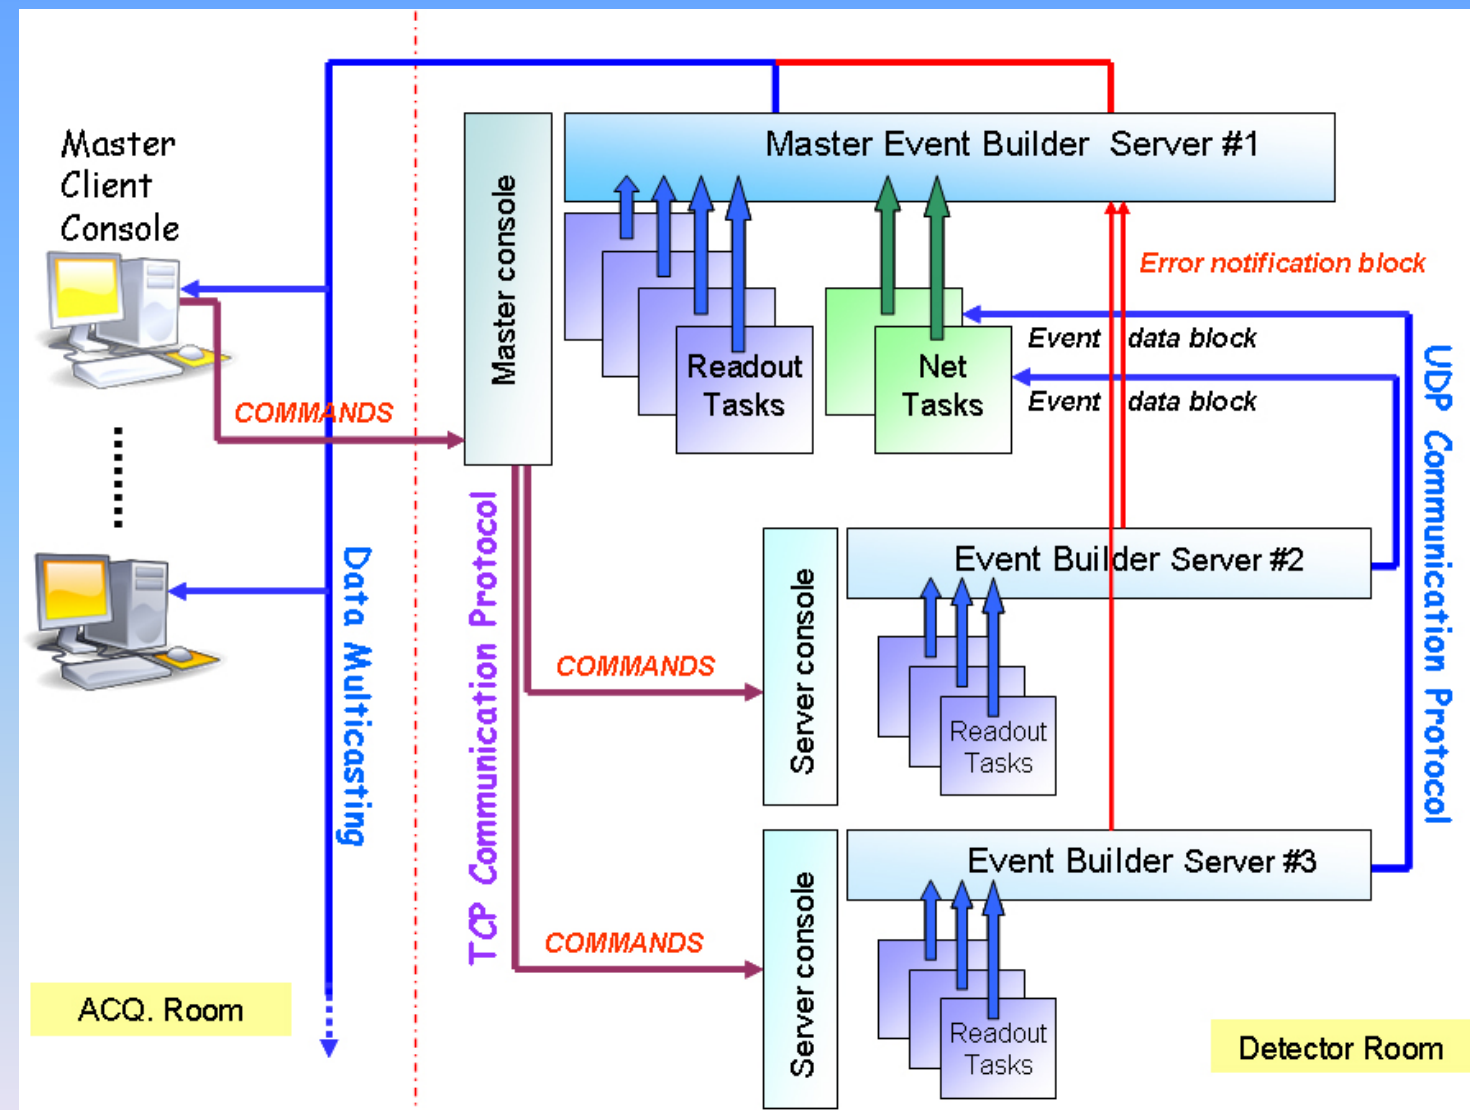 Master
Client
Console
COMMANDS
Data Multicasting
ACQ. Room
Master console
Master Event Builder Server #1
Readout
Tasks
Net
Tasks
Error notification block
Event data block
Event data block
UDP Communication Protocol
TCP Communication Protocol
COMMANDS
Server console
Event Builder Server #2
Readout
Tasks
COMMANDS
Server console
Event Builder Server #3
Readout
Tasks
Detector Room